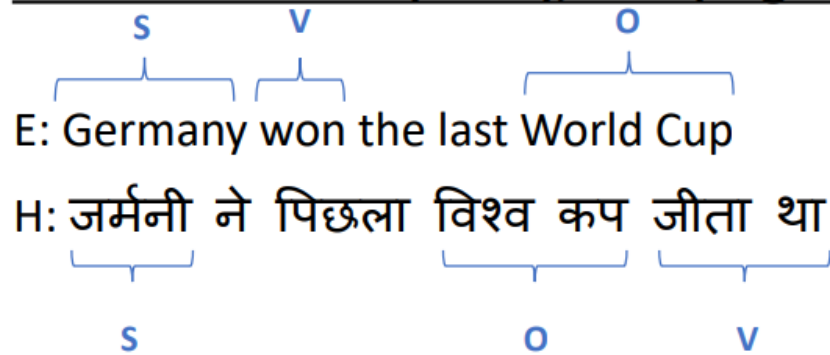 S V O
E: Germany won the last World Cup
H: जर्मनी ने पिछला विश्व कप जीता था
S O V